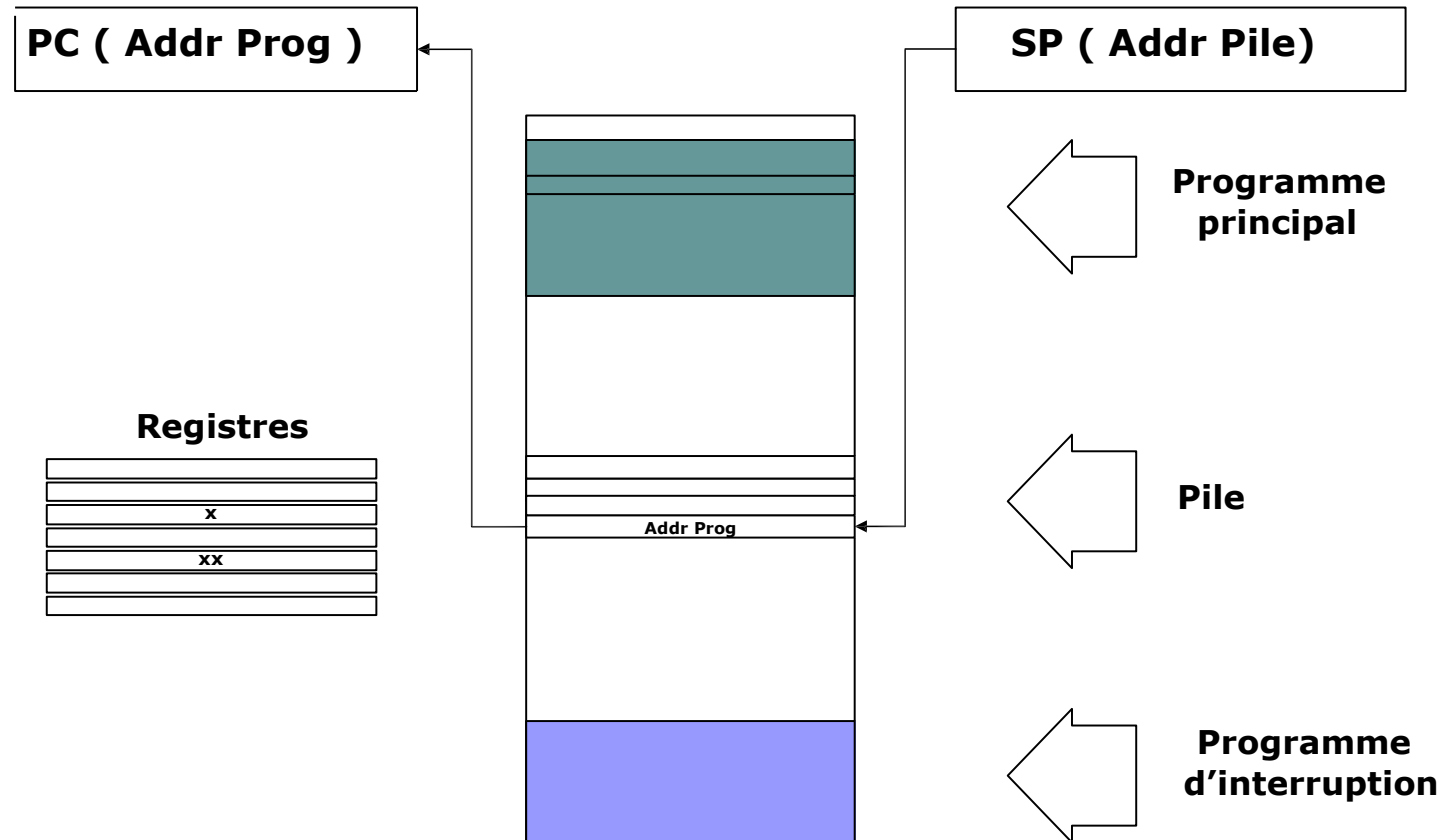 PC ( Addr Prog )
SP ( Addr Pile)
Programme
principal
Registres
x
xx
Addr Prog
Pile
Programme
d’interruption